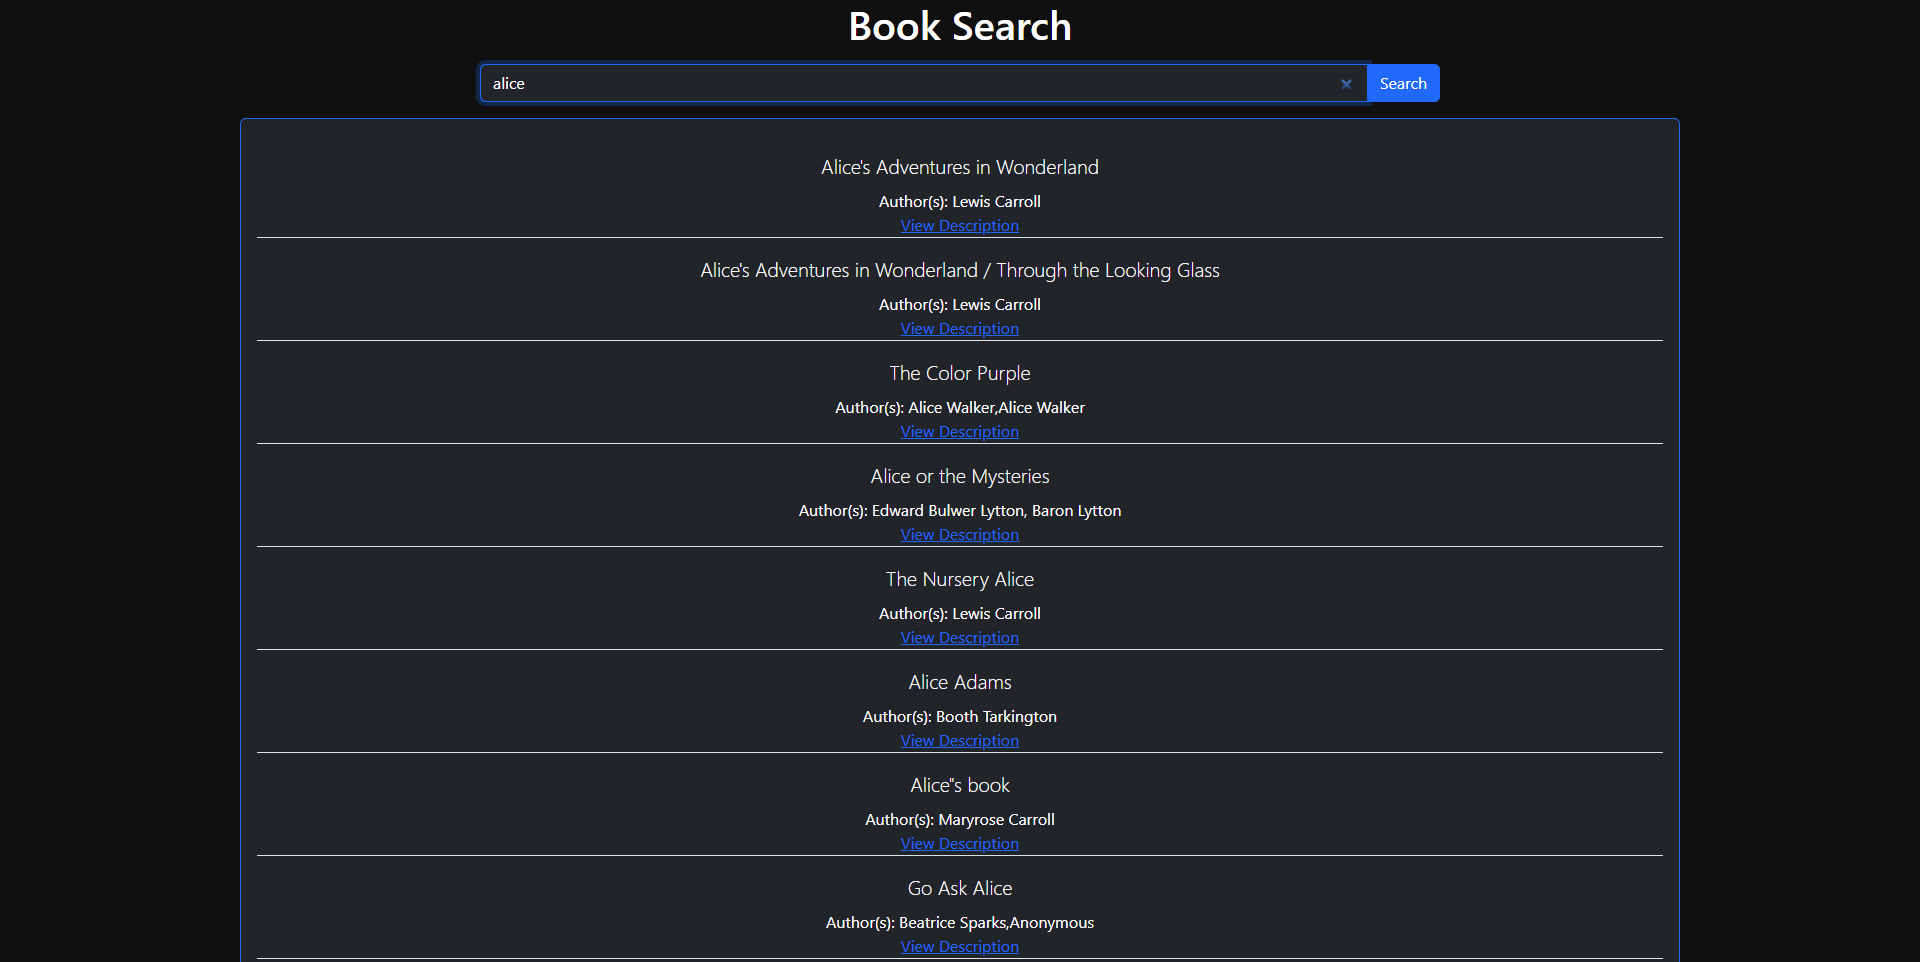 Book Search
alice
Search
Alice's Adventures in Wonderland
Author(s): Lewis Carroll
View Description
Alice's Adventures in Wonderland / Through the Looking Glass
Author(s): Lewis Carroll
View Description
The Color Purple
Author(s): Alice Walker,Alice Walker
View Description
Alice or the Mysteries
Author(s): Edward Bulwer Lytton, Baron Lytton
View Description
The Nursery Alice
Author(s): Lewis Carroll
View Description
Alice Adams
Author(s): Booth Tarkington
View Description
Alice"s book
Author(s): Maryrose Carroll
View Description
Go Ask Alice
Author(s): Beatrice Sparks,Anonymous
View Description